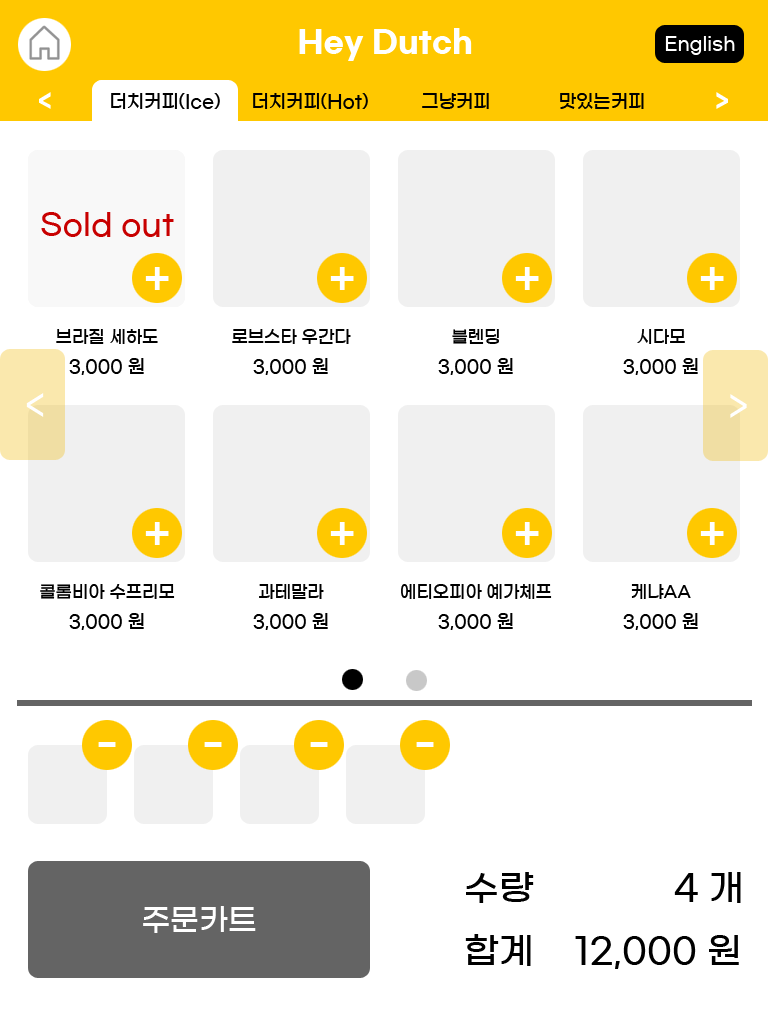 Hey Dutch
English
< 더치커피(Ice) 더치커피(Hot) 그냥커피 맛있는커피 >
Sold out
+ + + +
브라질 세하도 로브스타 우간다 블렌딩 시다모
3,000 원 3,000 원 3,000 원 3,000 원
< >
+ + + +
콜롬비아 수프리모 과테말라 에티오피아 예가체프 케냐AA
3,000 원 3,000 원 3,000 원 3,000 원
- - - -
주문카트
수량 4 개
합계 12,000 원